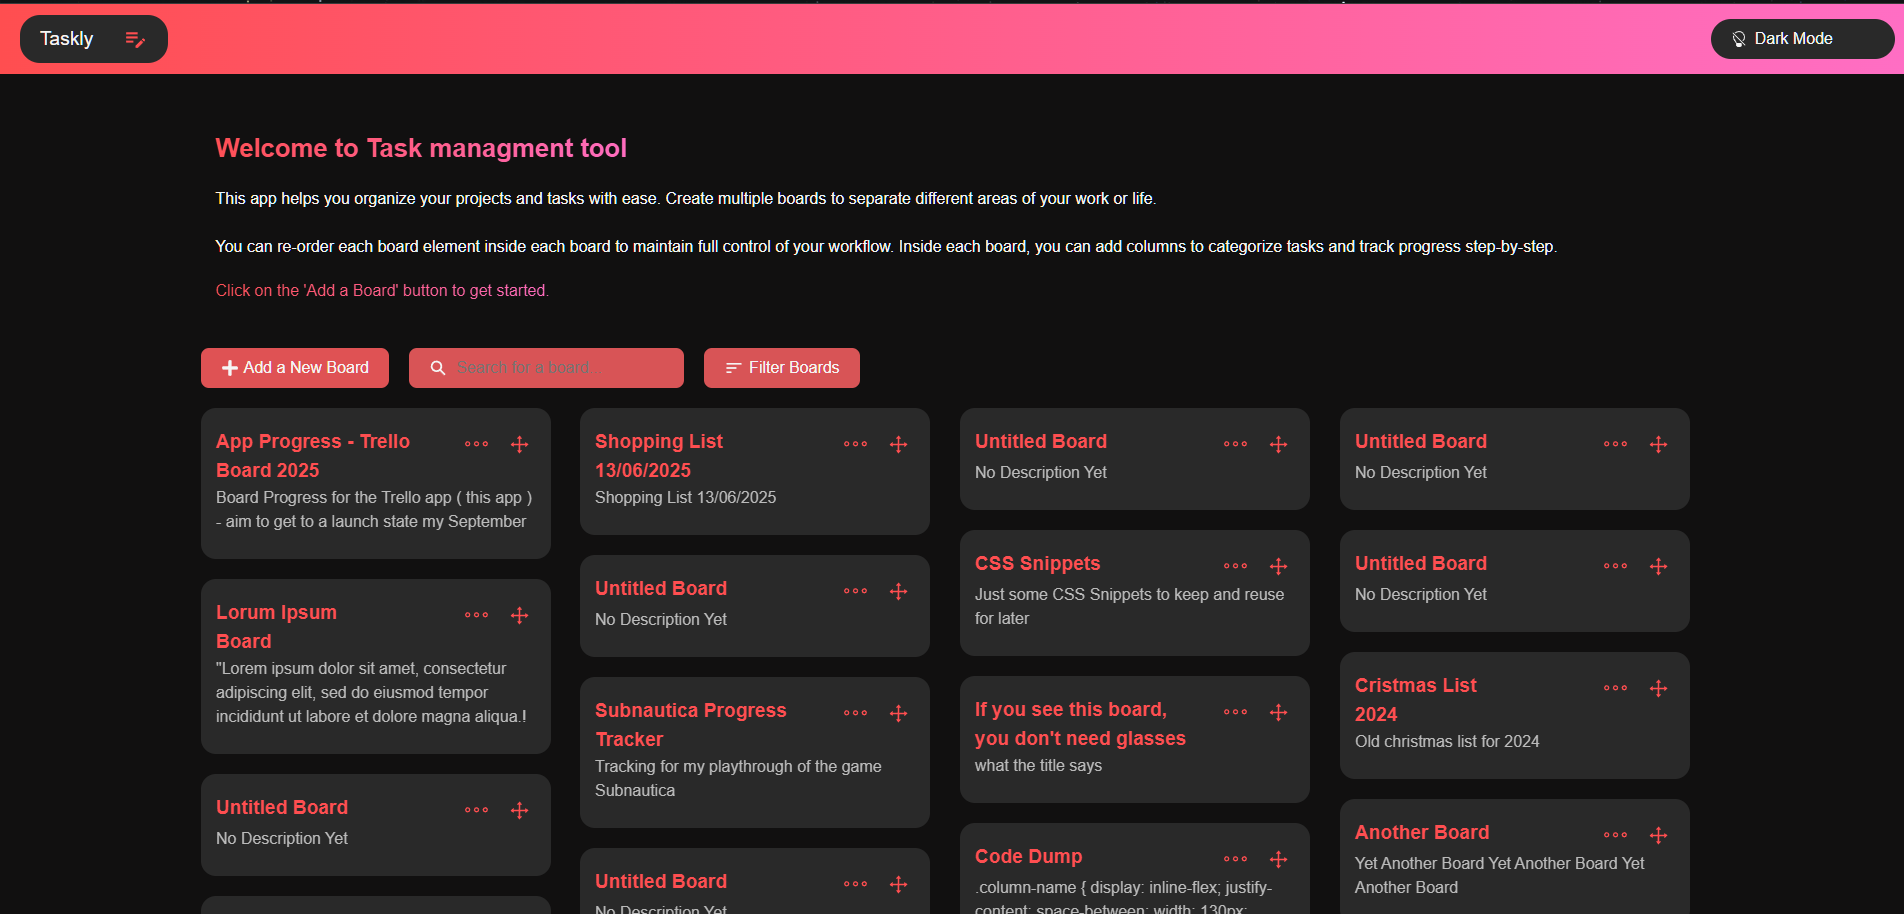 Taskly
Dark Mode
Welcome to Task managment tool
This app helps you organize your projects and tasks with ease. Create multiple boards to separate different areas of your work or life.
You can re-order each board element inside each board to maintain full control of your workflow. Inside each board, you can add columns to categorize tasks and track progress step-by-step.
Click on the 'Add a Board' button to get started.
Add a New Board
Search for a board...
Filter Boards
App Progress - Trello
Board 2025
Board Progress for the Trello app ( this app )
- aim to get to a launch state my September
Lorum Ipsum
Board
"Lorem ipsum dolor sit amet, consectetur
adipiscing elit, sed do eiusmod tempor
incididunt ut labore et dolore magna aliqua.!
Untitled Board
No Description Yet
Shopping List
13/06/2025
Shopping List 13/06/2025
Untitled Board
No Description Yet
Subnautica Progress
Tracker
Tracking for my playthrough of the game
Subnautica
Untitled Board
No Description Yet
Untitled Board
No Description Yet
CSS Snippets
Just some CSS Snippets to keep and reuse
for later
If you see this board,
you don't need glasses
what the title says
Code Dump
.column-name { display: inline-flex; justify-
content: space-between; width: 130px;
Untitled Board
No Description Yet
Untitled Board
No Description Yet
Cristmas List
2024
Old christmas list for 2024
Another Board
Yet Another Board Yet Another Board Yet
Another Board